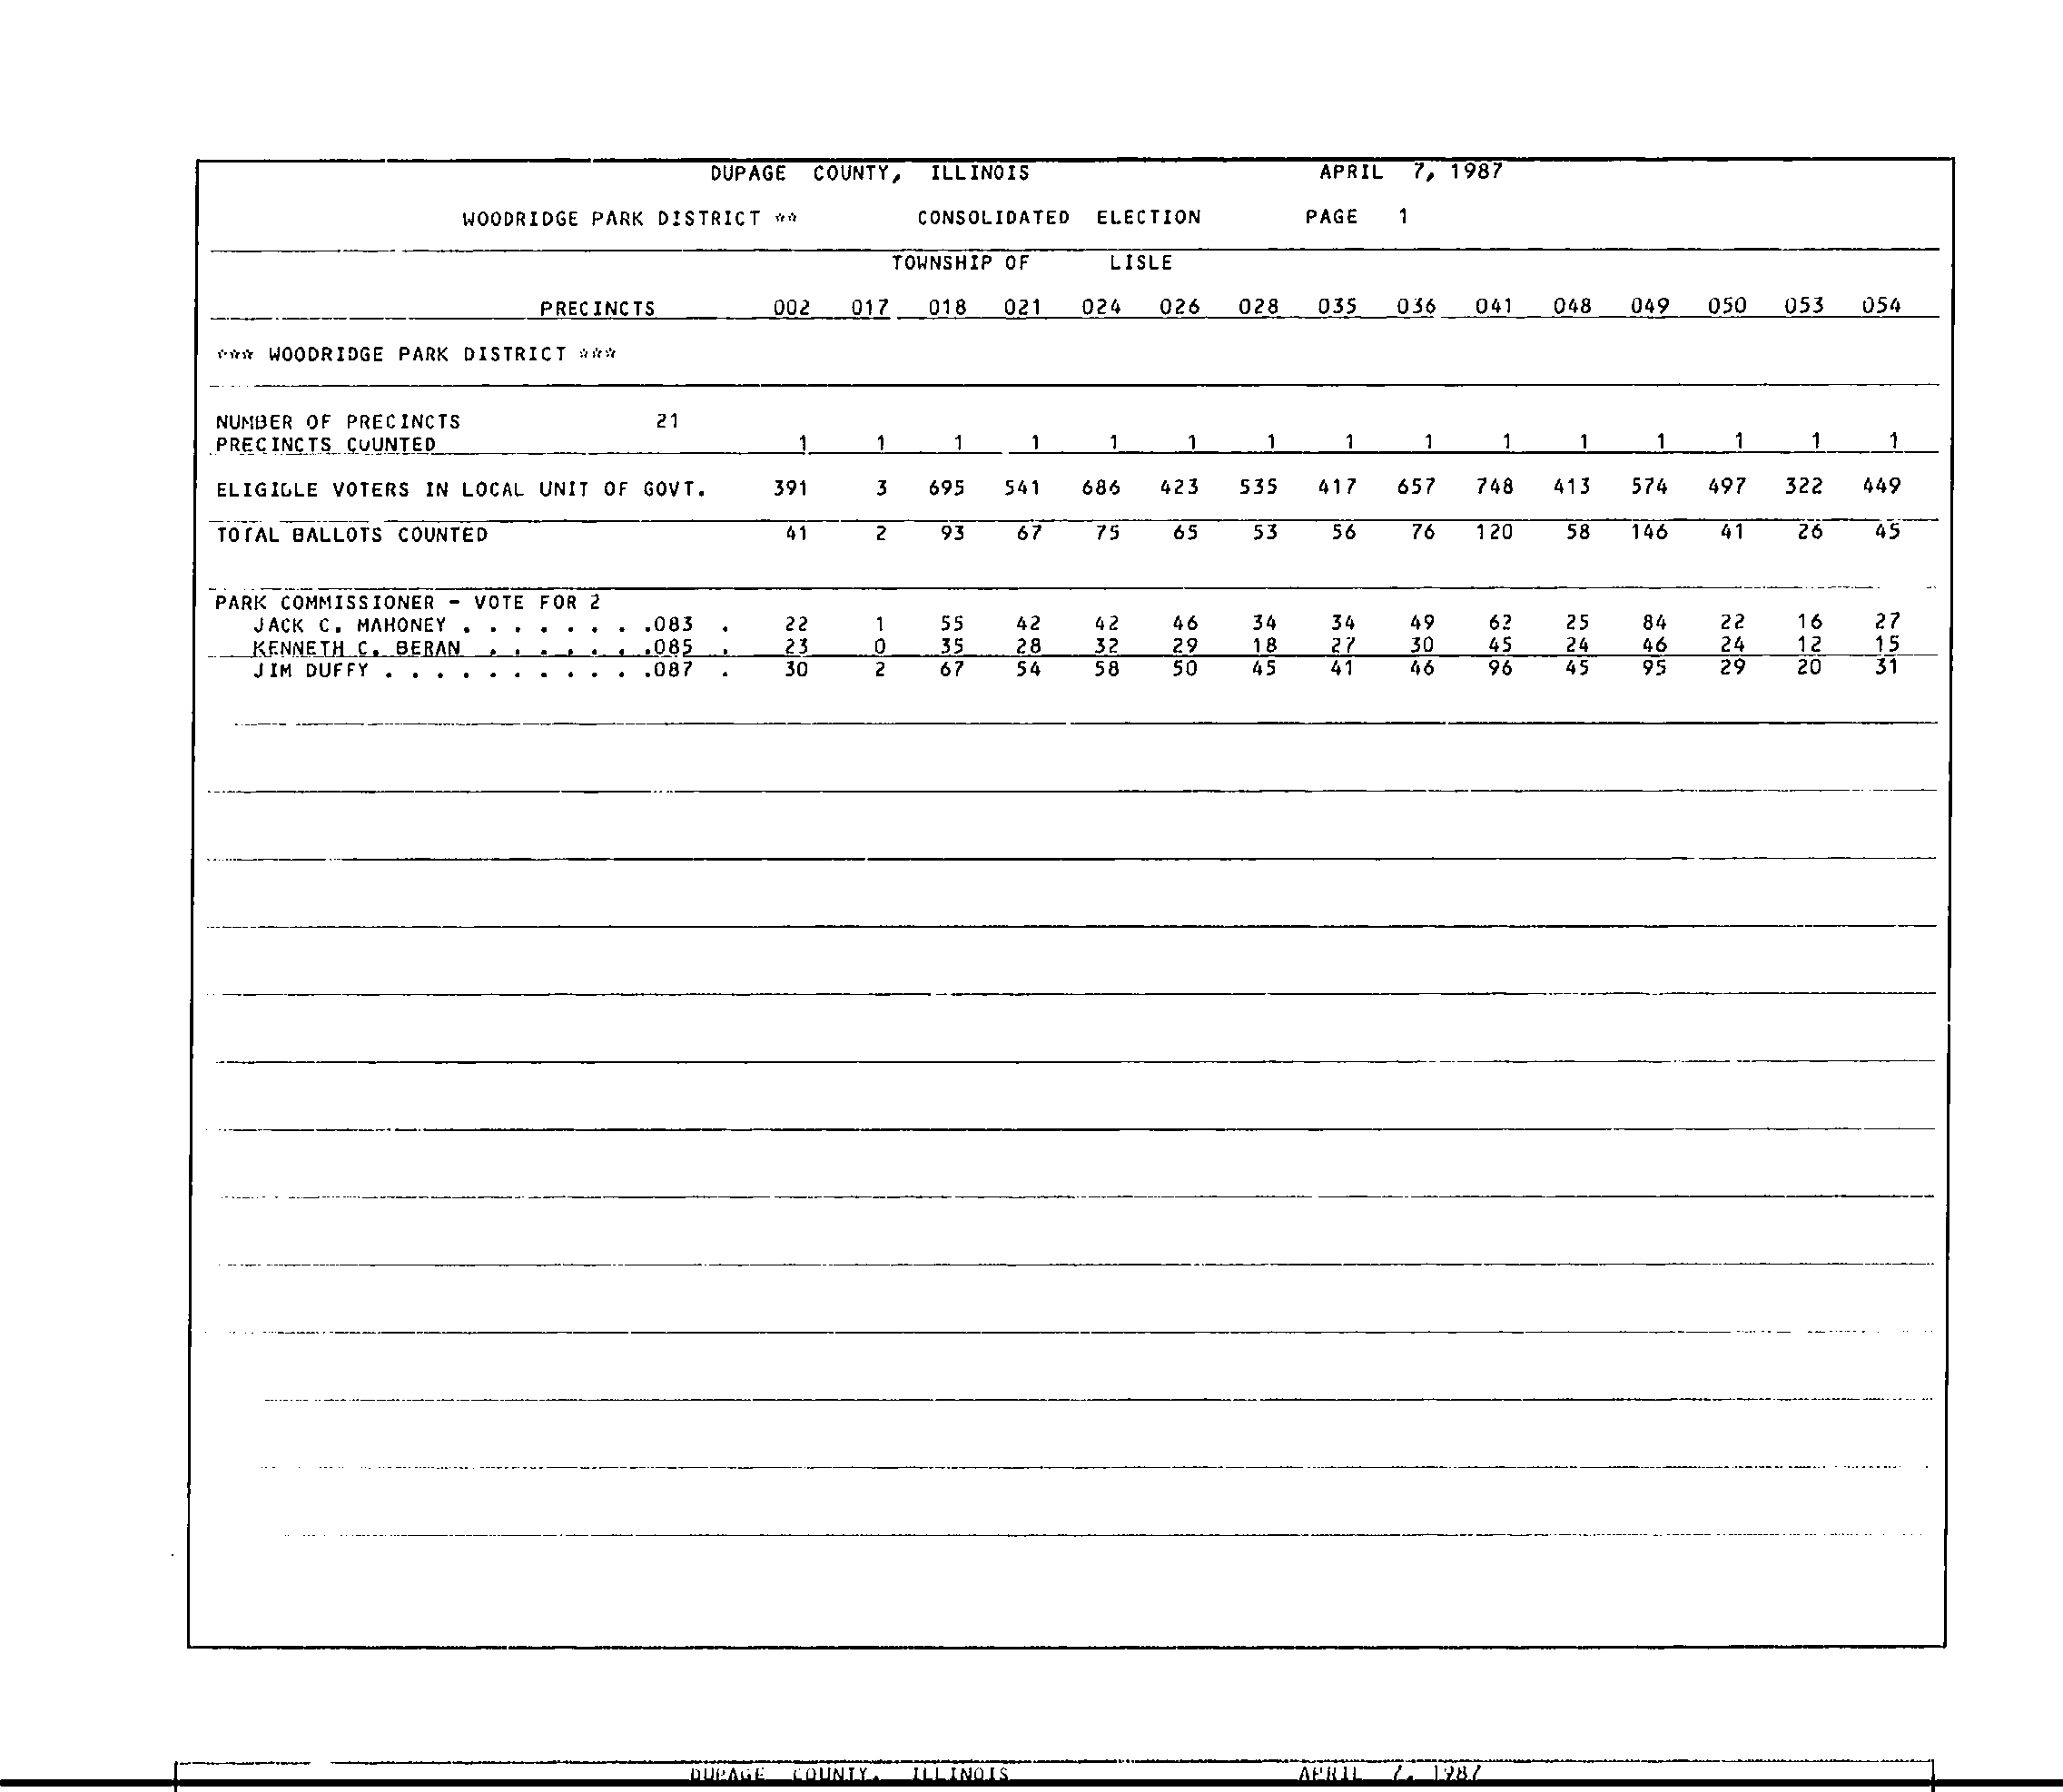 DUPAGE COUNTY, ILLINOIS APRIL 7, 1987
WOODRIDGE PARK DISTRICT ** CONSOLIDATED ELECTION PAGE 1
TOWNSHIP OF LISLE
PRECINCTS 002 017 018 021 024 026 028 035 036 041 048 049 050 053 054
*** WOODRIDGE PARK DISTRICT ***
NUMBER OF PRECINCTS 21
PRECINCTS COUNTED 1 1 1 1 1 1 1 1 1 1 1 1 1 1 1
ELIGIBLE VOTERS IN LOCAL UNIT OF GOVT. 391 3 695 541 686 423 535 417 657 748 413 574 497 322 449
TOTAL BALLOTS COUNTED 41 2 93 67 75 65 53 56 76 120 58 146 41 26 45
PARK COMMISSIONER - VOTE FOR 2
JACK C. MAHONEY . . . . . . . .083 . 22 1 55 42 42 46 34 34 49 62 25 84 22 16 27
KENNETH C. BERAN . . . . . . .085 . 23 0 35 28 32 29 18 27 30 45 24 46 24 12 15
JIM DUFFY . . . . . . . . . . .087 . 30 2 67 54 58 50 45 41 46 96 45 95 29 20 31
DUPAGE COUNTY, ILLINOIS APRIL 7, 1987